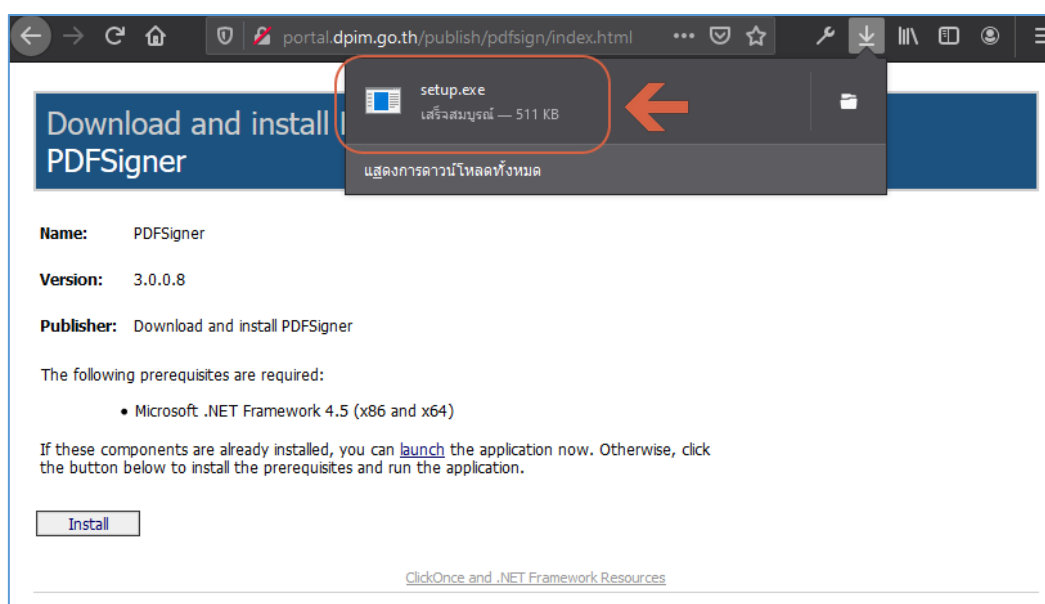 portal.dpim.go.th/publish/pdfsign/index.html
setup.exe
เสร็จสมบูรณ์ — 511 KB
แสดงการดาวน์โหลดทั้งหมด
Download and install
PDFSigner
Name: PDFSigner
Version: 3.0.0.8
Publisher: Download and install PDFSigner
The following prerequisites are required:
• Microsoft .NET Framework 4.5 (x86 and x64)
If these components are already installed, you can launch the application now. Otherwise, click
the button below to install the prerequisites and run the application.
Install
ClickOnce and .NET Framework Resources